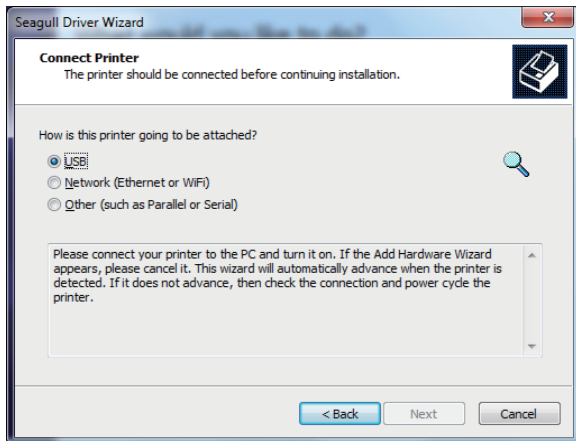 Seagull Driver Wizard
Connect Printer
The printer should be connected before continuing installation.
How is this printer going to be attached?
USB
Network (Ethernet or WiFi)
Other (such as Parallel or Serial)
Please connect your printer to the PC and turn it on. If the Add Hardware Wizard
appears, please cancel it. This wizard will automatically advance when the printer is
detected. If it does not advance, then check the connection and power cycle the
printer.
< Back
Next
Cancel